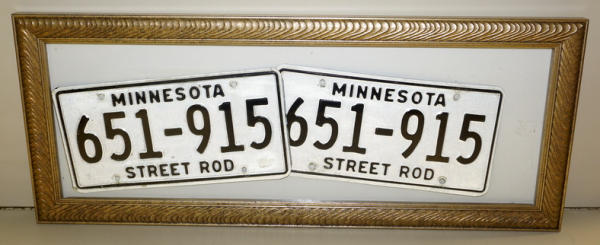 MINNESOTA
651-915
STREET ROD
MINNESOTA
651-915
STREET ROD